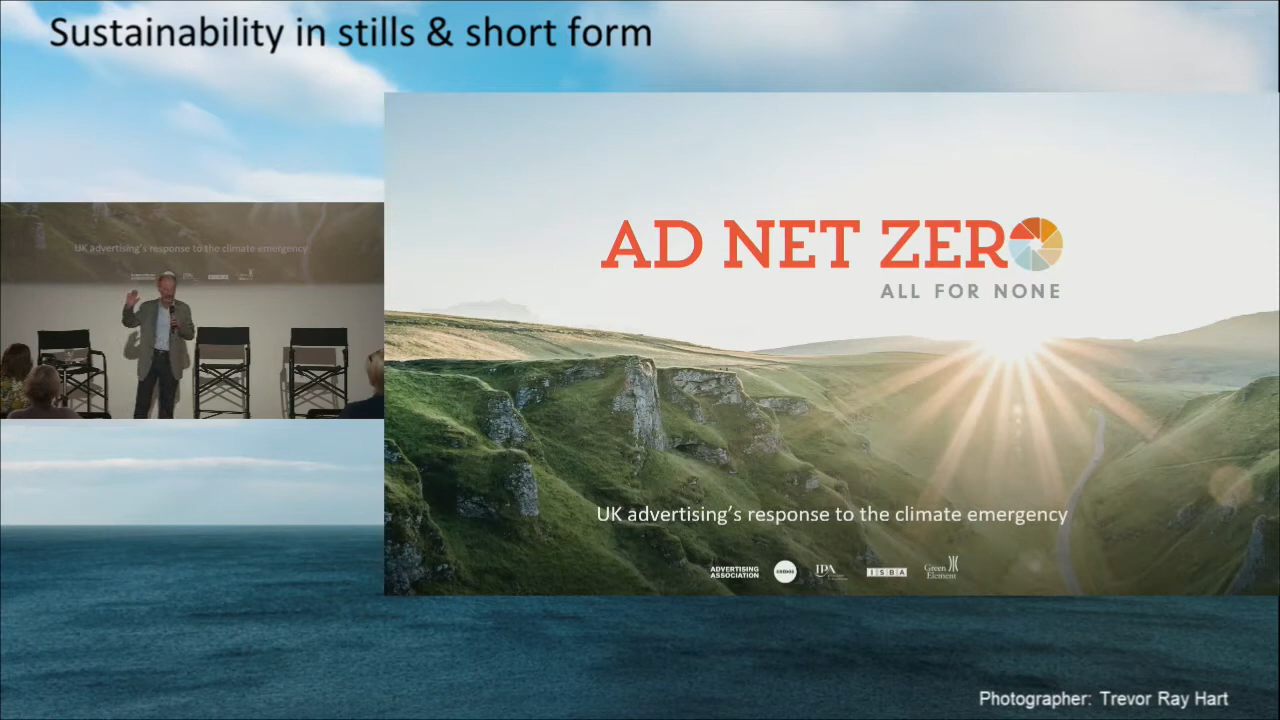 Sustainability in stills & short form
AD NET ZERO
ALL FOR NONE
UK advertising's response to the climate emergency
UK advertising's response to the climate emergency
ADVERTISING
ASSOCIATION
IPA
ISBA
Green
Element
Photographer: Trevor Ray Hart